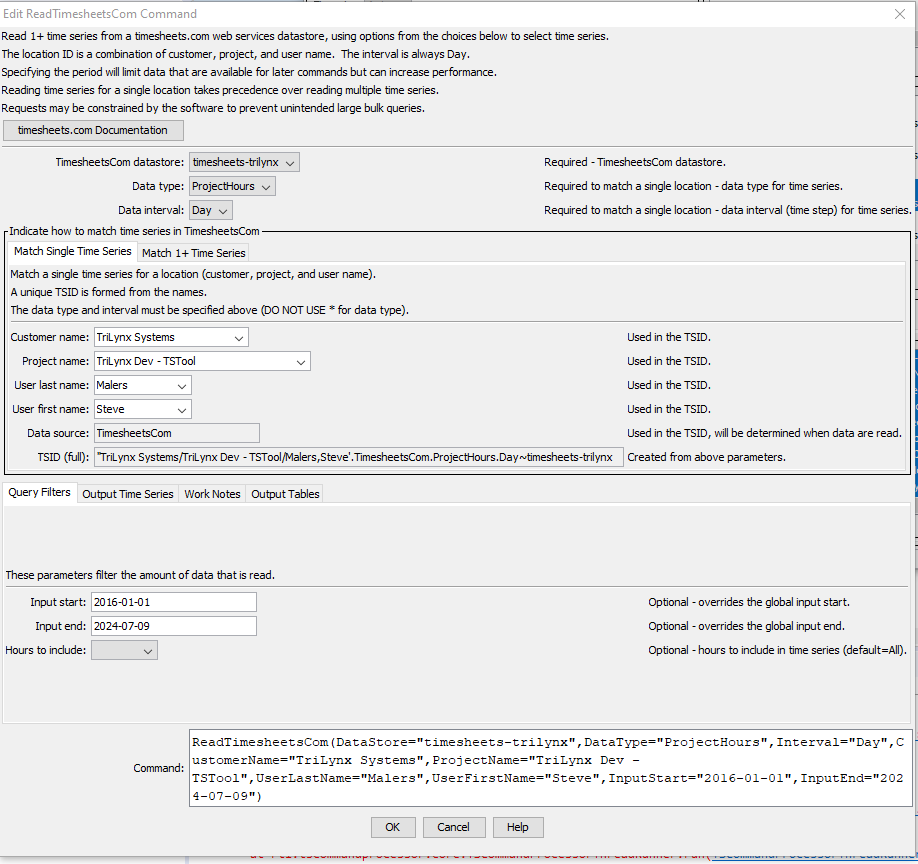 Edit ReadTimesheetsCom Command
Read 1+ time series from a timesheets.com web services datastore, using options from the choices below to select time series.
The location ID is a combination of customer, project, and user name. The interval is always Day.
Specifying the period will limit data that are available for later commands but can increase performance.
Reading time series for a single location takes precedence over reading multiple time series.
Requests may be constrained by the software to prevent unintended large bulk queries.
timesheets.com Documentation
TimesheetsCom datastore: timesheets-trilynx Required - TimesheetsCom datastore.
Data type: ProjectHours Required to match a single location - data type for time series.
Data interval: Day Required to match a single location - data interval (time step) for time series.
Indicate how to match time series in TimesheetsCom
Match Single Time Series Match 1+ Time Series
Match a single time series for a location (customer, project, and user name).
A unique TSID is formed from the names.
The data type and interval must be specified above (DO NOT USE * for data type).
Customer name: TriLynx Systems Used in the TSID.
Project name: TriLynx Dev - TSTool Used in the TSID.
User last name: Malers Used in the TSID.
User first name: Steve Used in the TSID.
Data source: TimesheetsCom Used in the TSID, will be determined when data are read.
TSID (full): 'TriLynx Systems/TriLynx Dev - TSTool/Malers,Steve'.TimesheetsCom.ProjectHours.Day~timesheets-trilynx Created from above parameters.
Query Filters Output Time Series Work Notes Output Tables
These parameters filter the amount of data that is read.
Input start: 2016-01-01 Optional - overrides the global input start.
Input end: 2024-07-09 Optional - overrides the global input end.
Hours to include: Optional - hours to include in time series (default=All).
Command:
ReadTimesheetsCom(DataStore="timesheets-trilynx",DataType="ProjectHours",Interval="Day",C
ustomerName="TriLynx Systems",ProjectName="TriLynx Dev -
TSTool",UserLastName="Malers",UserFirstName="Steve",InputStart="2016-01-01",InputEnd="202
4-07-09")
OK Cancel Help